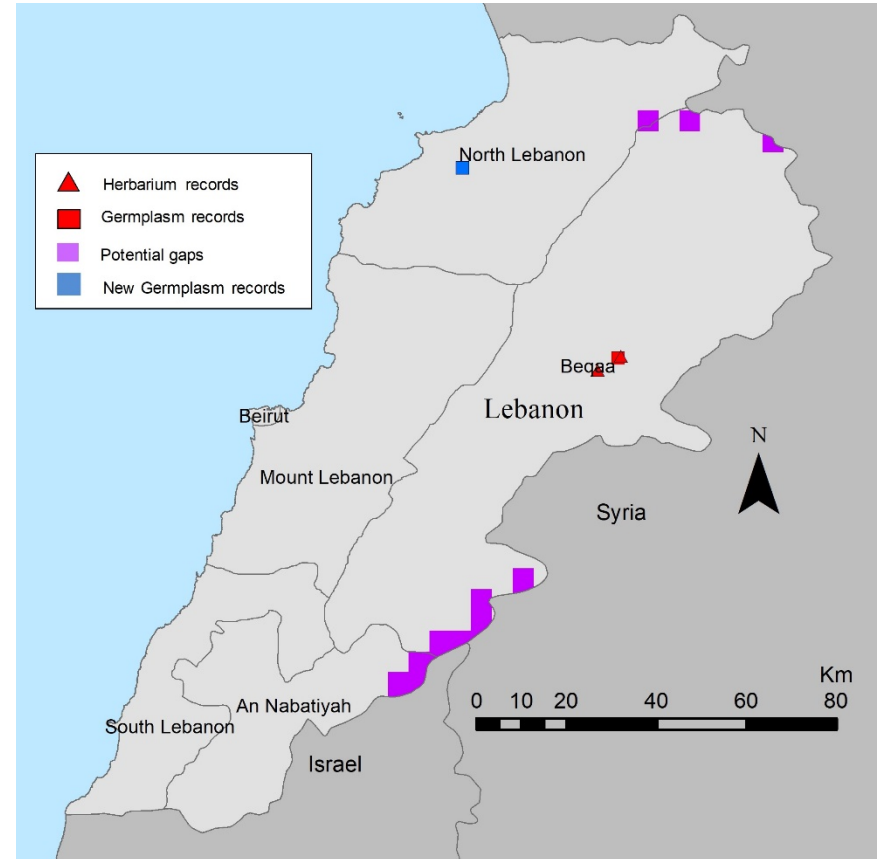 North Lebanon
Herbarium records
Germplasm records
Potential gaps
New Germplasm records
Beqaa
Lebanon
Beirut
N
Mount Lebanon
Syria
Km
0 10 20 40 60 80
An Nabatiyah
South Lebanon
Israel